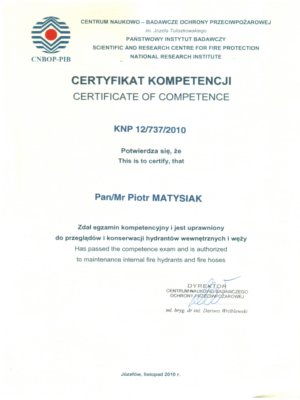 CENTRUM NAUKOWO – BADAWCZE OCHRONY PRZECIWPOŻAROWEJ
im. Józefa Tuliszkowskiego
PAŃSTWOWY INSTYTUT BADAWCZY
SCIENTIFIC AND RESEARCH CENTRE FOR FIRE PROTECTION
NATIONAL RESEARCH INSTITUTE
CNBOP-PIB
CERTYFIKAT KOMPETENCJI
CERTIFICATE OF COMPETENCE
KNP 12/737/2010
Potwierdza się, że
This is to certify, that
Pan/Mr Piotr MATYSIAK
Zdał egzamin kompetencyjny i jest uprawniony
do przeglądów i konserwacji hydrantów wewnętrznych i węży
Has passed the competence exam and is authorized
to maintenance internal fire hydrants and fire hoses
DYREKTOR
CENTRUM NAUKOWO-BADAWCZEGO
OCHRONY PRZECIWPOŻAROWEJ
mł. bryg. dr inż. Dariusz Wróblewski
Józefów, listopad 2010 r.